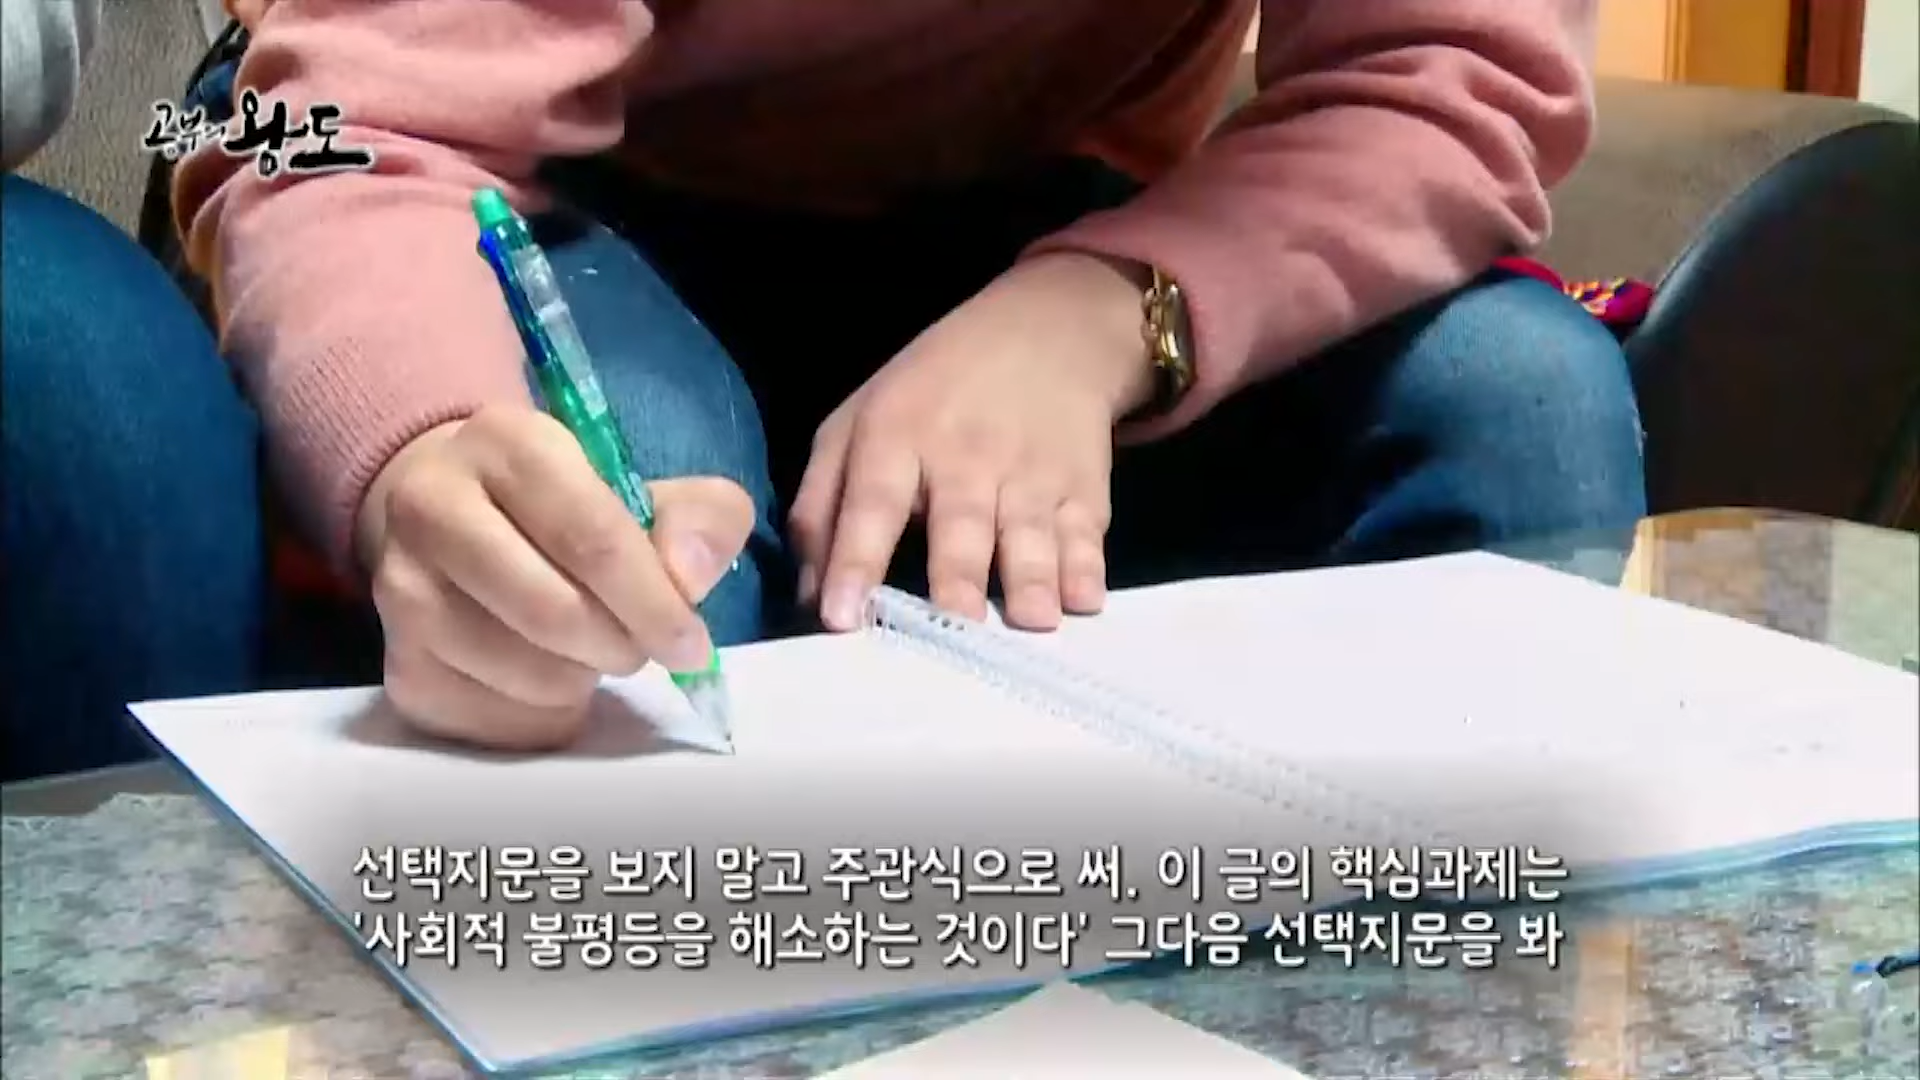 공부의 왕도
선택지문을 보지 말고 주관식으로 써. 이 글의 핵심과제는
'사회적 불평등을 해소하는 것이다' 그다음 선택지문을 봐